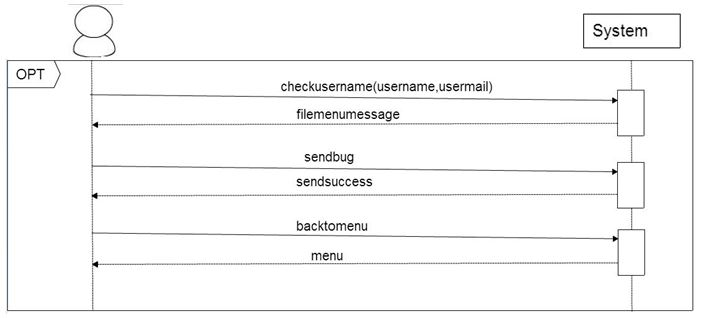 System
OPT
checkusername(username,usermail)
filemenumessage
sendbug
sendsuccess
backtomenu
menu